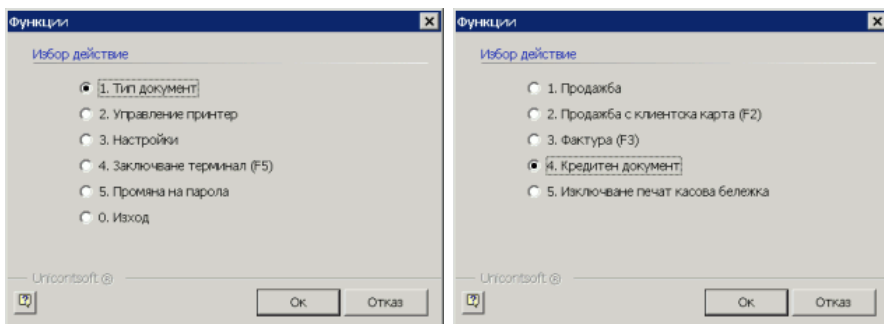 Функции
Избор действие
1. Тип документ
2. Управление принтер
3. Настройки
4. Заключване терминал (F5)
5. Промяна на парола
0. Изход
Unicontsoft ®
Ок
Отказ
Функции
Избор действие
1. Продажба
2. Продажба с клиентска карта (F2)
3. Фактура (F3)
4. Кредитен документ
5. Изключване печат касова бележка
Unicontsoft ®
Ок
Отказ